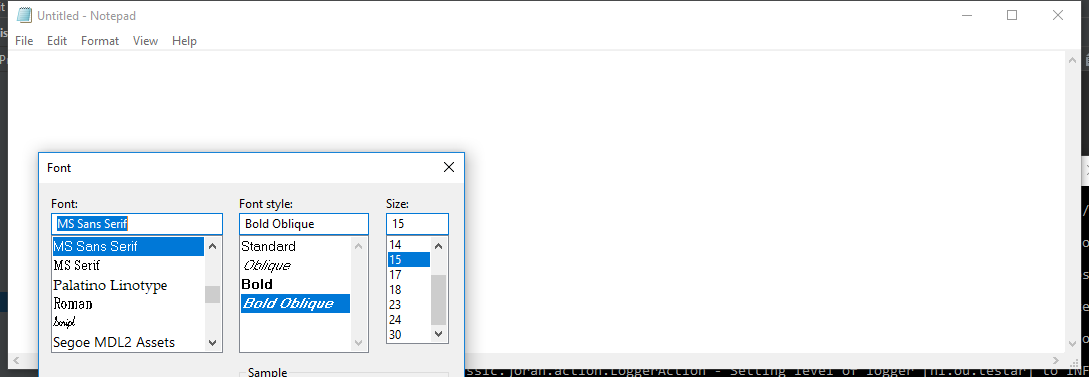 Untitled - Notepad
File Edit Format View Help
Font
Font: Font style: Size:
MS Sans Serif Bold Oblique 15
MS Sans Serif Standard 14
MS Serif Oblique 15
Palatino Linotype Bold 17
Roman Bold Oblique 18
Script 23
Segoe MDL2 Assets 24
30
Sample
ssic.joran.action.LoggerAction - Setting level of logger [nl.ou.testar] to INF